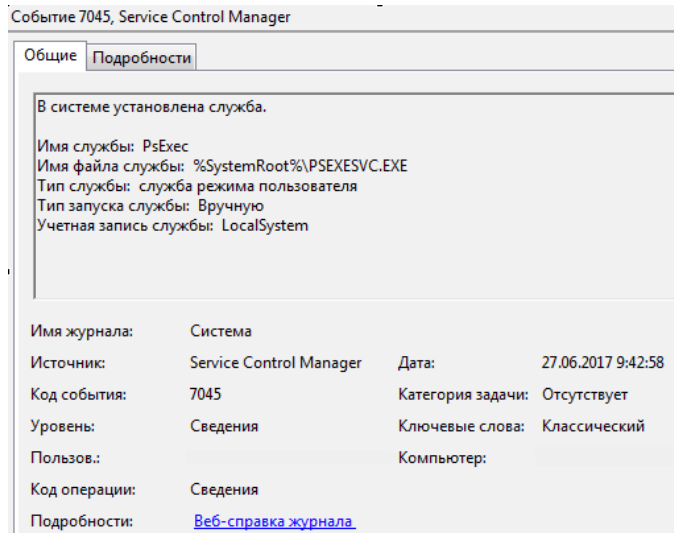 Событие 7045, Service Control Manager
Общие Подробности
В системе установлена служба.
Имя службы: PsExec
Имя файла службы: %SystemRoot%\PSEXESVC.EXE
Тип службы: служба режима пользователя
Тип запуска службы: Вручную
Учетная запись службы: LocalSystem
Имя журнала: Система
Источник: Service Control Manager Дата: 27.06.2017 9:42:58
Код события: 7045 Категория задачи: Отсутствует
Уровень: Сведения Ключевые слова: Классический
Пользов.: Компьютер:
Код операции: Сведения
Подробности: Веб-справка журнала